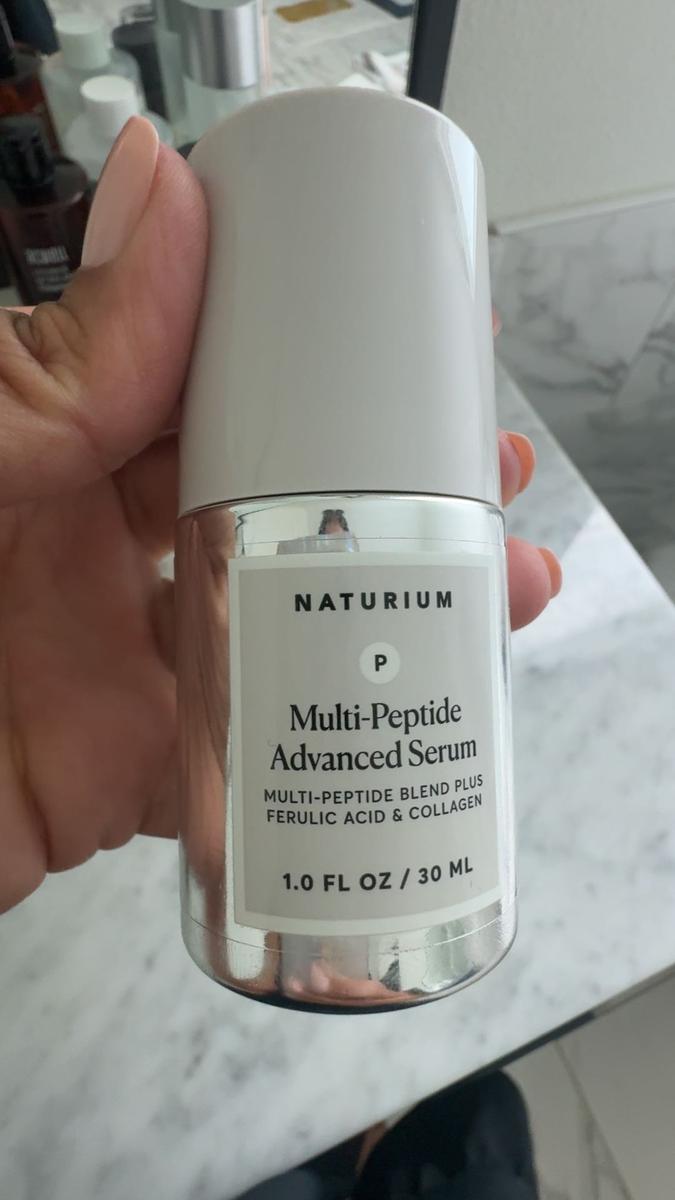 NATURIUM
P
Multi-Peptide
Advanced Serum
MULTI-PEPTIDE BLEND PLUS
FERULIC ACID & COLLAGEN
1.0 FL OZ / 30 ML